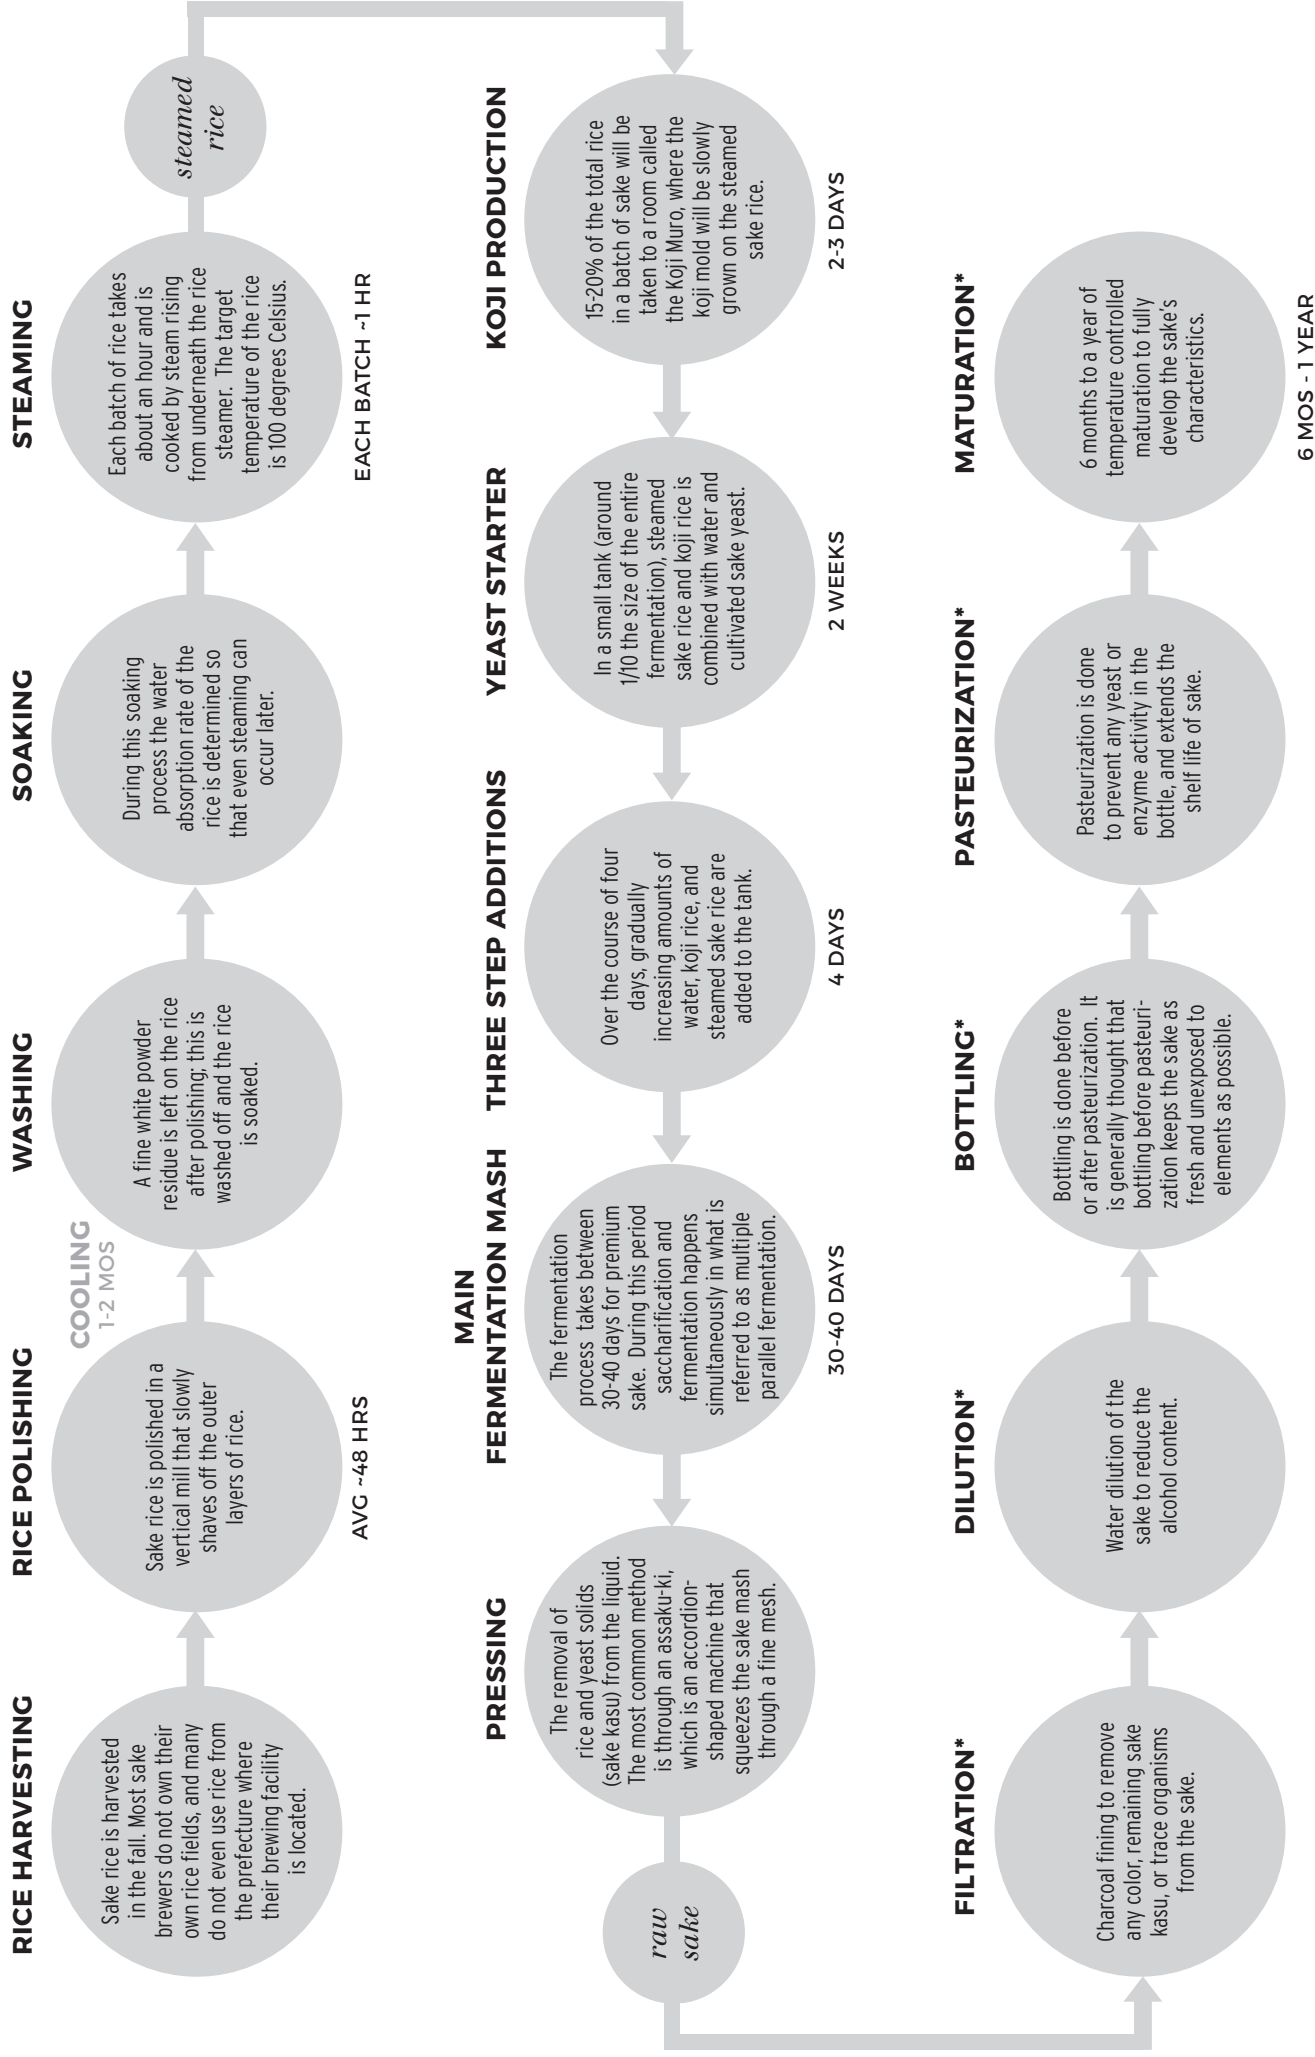 RICE HARVESTING
Sake rice is harvested
in the fall. Most sake
brewers do not own their
own rice fields, and many
do not even use rice from
the prefecture where
their brewing facility
is located.
RICE POLISHING
Sake rice is polished in a
vertical mill that slowly
shaves off the outer
layers of rice.
AVG ~48 HRS
COOLING
1-2 MOS
WASHING
A fine white powder
residue is left on the rice
after polishing; this is
washed off and the rice
is soaked.
SOAKING
During this soaking
process the water
absorption rate of the
rice is determined so
that even steaming can
occur later.
STEAMING
Each batch of rice takes
about an hour and is
cooked by steam rising
from underneath the rice
steamer. The target
temperature of the rice
is 100 degrees Celsius.
EACH BATCH ~1 HR
steamed
rice
KOJI PRODUCTION
15-20% of the total rice
in a batch of sake will be
taken to a room called
the Koji Muro, where the
koji mold will be slowly
grown on the steamed
sake rice.
2-3 DAYS
YEAST STARTER
In a small tank (around
1/10 the size of the entire
fermentation), steamed
sake rice and koji rice is
combined with water and
cultivated sake yeast.
2 WEEKS
THREE STEP ADDITIONS
Over the course of four
days, gradually
increasing amounts of
water, koji rice, and
steamed sake rice are
added to the tank.
4 DAYS
MAIN
FERMENTATION MASH
The fermentation
process takes between
30-40 days for premium
sake. During this period
saccharification and
fermentation happens
simultaneously in what is
referred to as multiple
parallel fermentation.
30-40 DAYS
PRESSING
The removal of
rice and yeast solids
(sake kasu) from the liquid.
The most common method
is through an assaku-ki,
which is an accordion-
shaped machine that
squeezes the sake mash
through a fine mesh.
raw
sake
FILTRATION*
Charcoal fining to remove
any color, remaining sake
kasu, or trace organisms
from the sake.
DILUTION*
Water dilution of the
sake to reduce the
alcohol content.
BOTTLING*
Bottling is done before
or after pasteurization. It
is generally thought that
bottling before pasteuri-
zation keeps the sake as
fresh and unexposed to
elements as possible.
PASTEURIZATION*
Pasteurization is done
to prevent any yeast or
enzyme activity in the
bottle, and extends the
shelf life of sake.
MATURATION*
6 months to a year of
temperature controlled
maturation to fully
develop the sake's
characteristics.
6 MOS - 1 YEAR